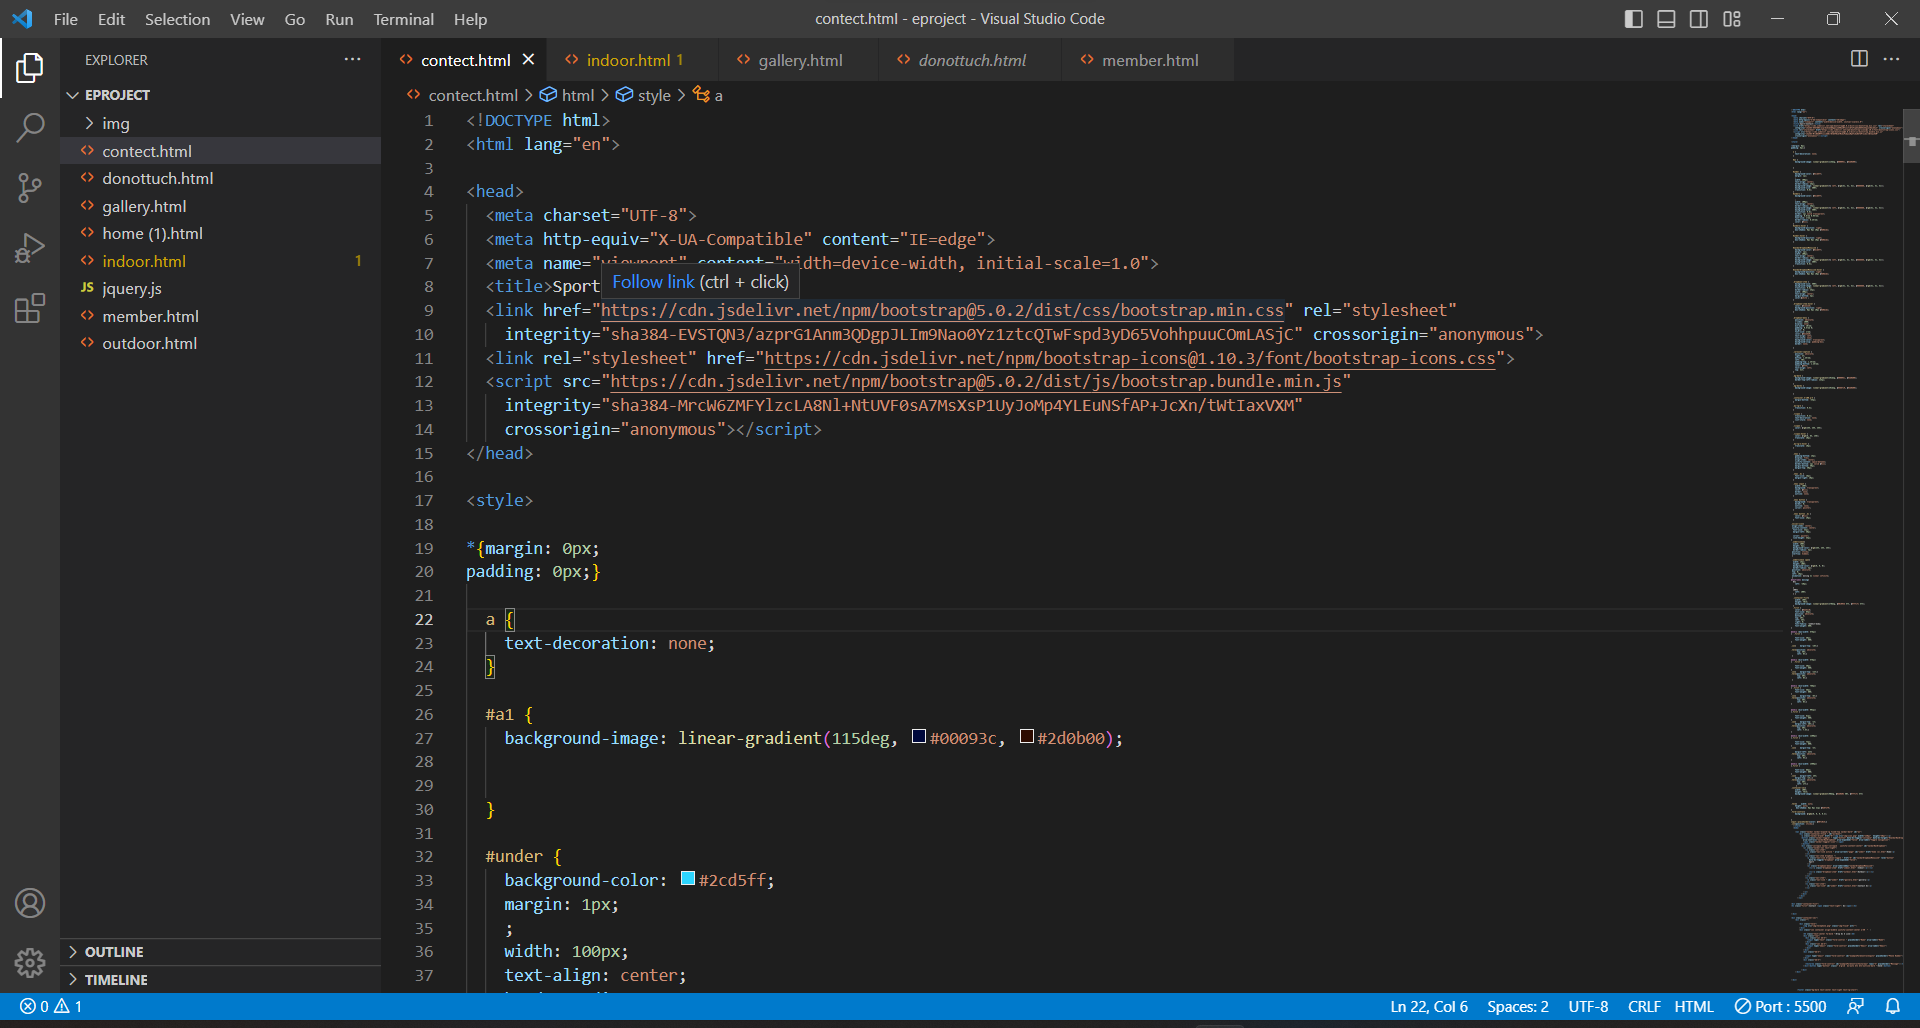 File Edit Selection View Go Run Terminal Help
contect.html - eproject - Visual Studio Code
EXPLORER
EPROJECT
img
contect.html
donottuch.html
gallery.html
home (1).html
indoor.html 1
JS jquery.js
member.html
outdoor.html
OUTLINE
TIMELINE
contect.html
indoor.html 1
gallery.html
donottuch.html
member.html
contect.html > html > style > a
1 <!DOCTYPE html>
2 <html lang="en">
3
4 <head>
5 <meta charset="UTF-8">
6 <meta http-equiv="X-UA-Compatible" content="IE=edge">
7 <meta name="viewport" content="width=device-width, initial-scale=1.0">
Follow link (ctrl + click)
8 <title>Sport
9 <link href="https://cdn.jsdelivr.net/npm/bootstrap@5.0.2/dist/css/bootstrap.min.css" rel="stylesheet"
10 integrity="sha384-EVSTQN3/azprG1Anm3QDgpJLIm9Nao0Yz1ztcQTwFspd3yD65VohhpuuCOmLASjC" crossorigin="anonymous">
11 <link rel="stylesheet" href="https://cdn.jsdelivr.net/npm/bootstrap-icons@1.10.3/font/bootstrap-icons.css">
12 <script src="https://cdn.jsdelivr.net/npm/bootstrap@5.0.2/dist/js/bootstrap.bundle.min.js"
13 integrity="sha384-MrcW6ZMFYlzcLA8Nl+NtUVF0sA7MsXsP1UyJoMp4YLEuNSfAP+JcXn/tWtIaxVXM"
14 crossorigin="anonymous"></script>
15 </head>
16
17 <style>
18
19 *{margin: 0px;
20 padding: 0px;}
21
22 a {
23 text-decoration: none;
24 }
25
26 #a1 {
27 background-image: linear-gradient(115deg, #00093c, #2d0b00);
28
29
30 }
31
32 #under {
33 background-color: #2cd5ff;
34 margin: 1px;
35 ;
36 width: 100px;
37 text-align: center;
0 1
Ln 22, Col 6 Spaces: 2 UTF-8 CRLF HTML Port : 5500